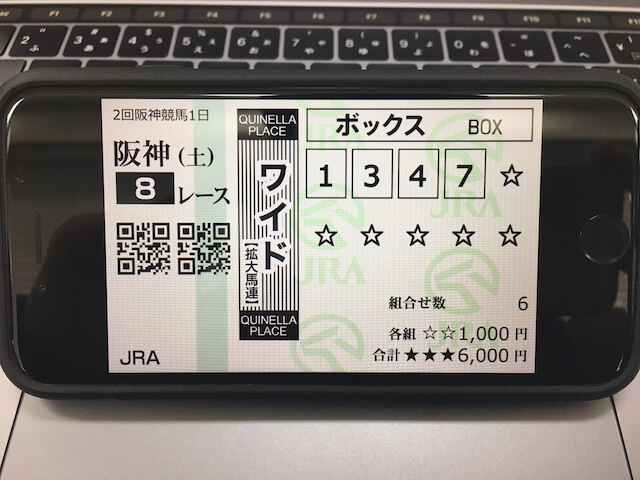 2回阪神競馬1日
阪神(土)
8レース
JRA
QUINELLA
PLACE
ワイド
【拡大馬連】
QUINELLA
PLACE
ボックス BOX
1 3 4 7 ☆
☆ ☆ ☆ ☆ ☆
JRA
JRA
組合せ数 6
各組 ☆☆1,000円
合計★★★6,000円